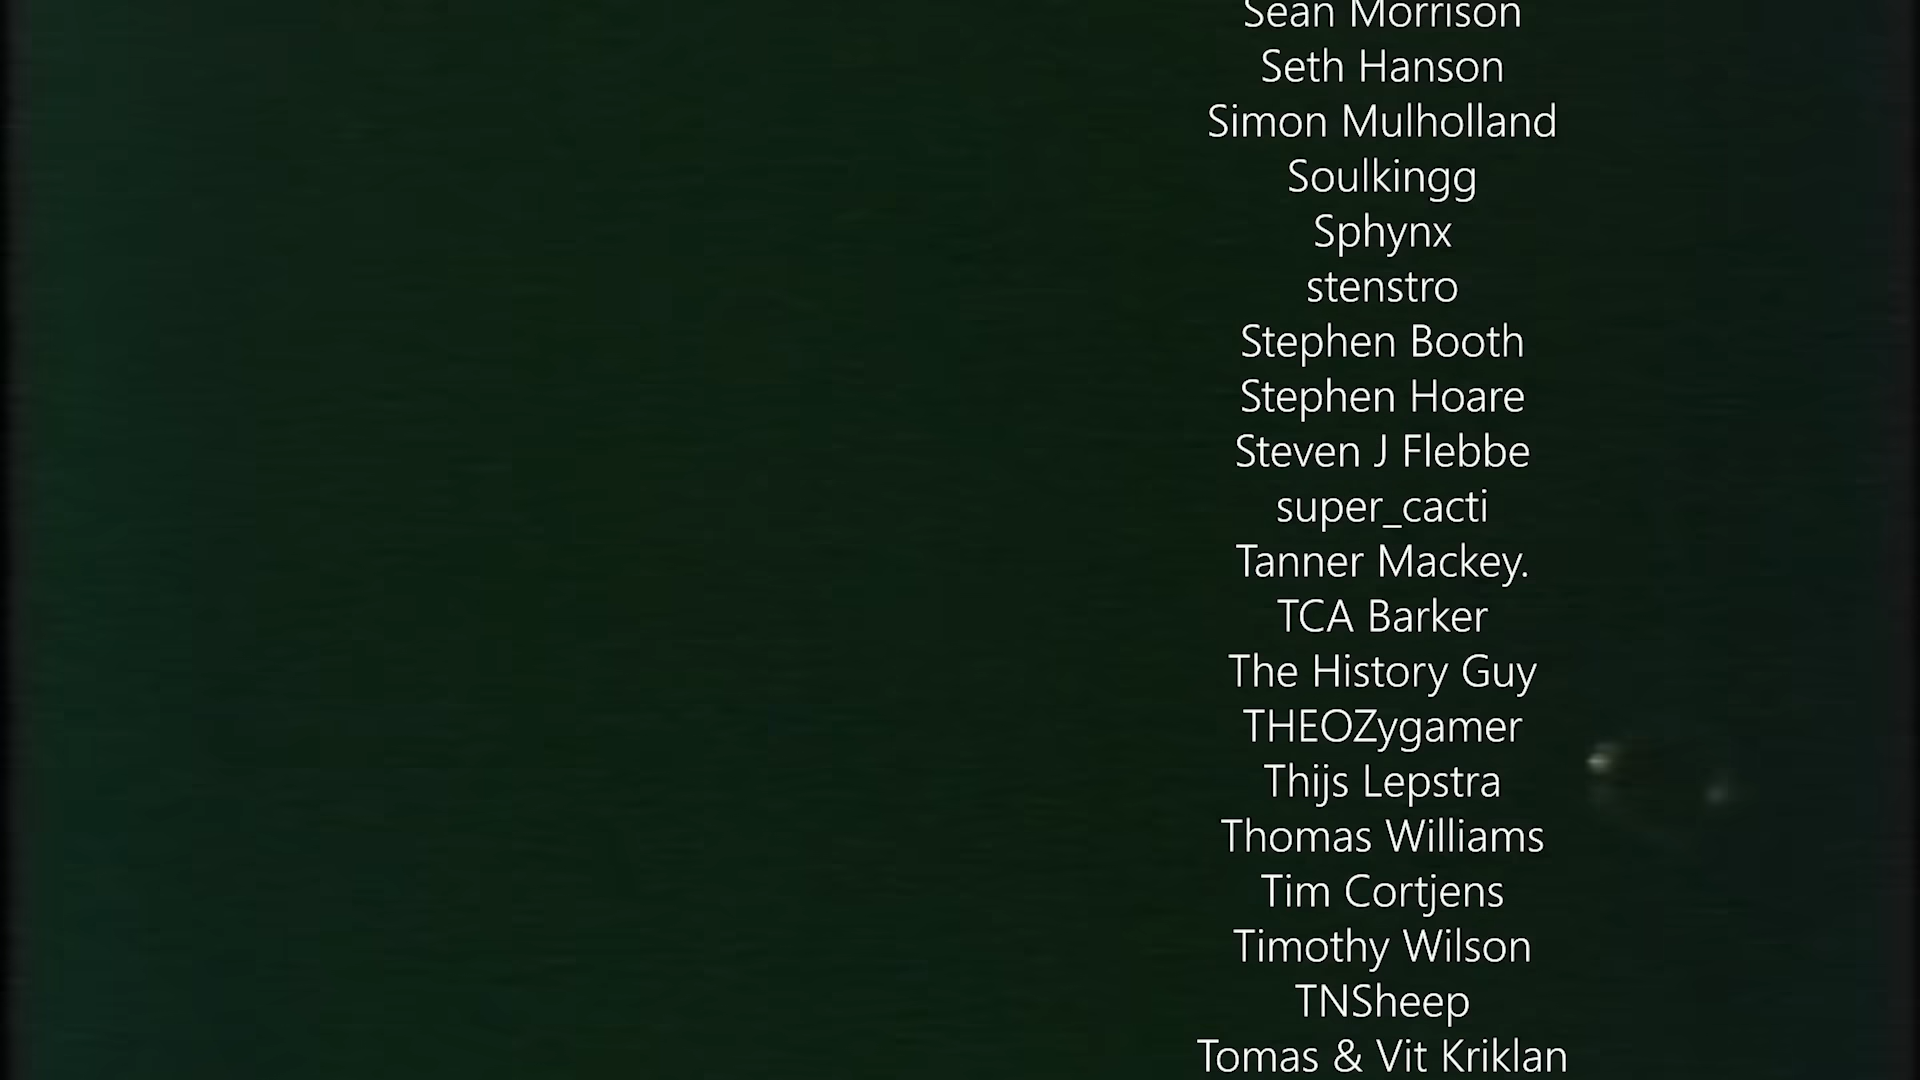 Sean Morrison
Seth Hanson
Simon Mulholland
Soulkingg
Sphynx
stenstro
Stephen Booth
Stephen Hoare
Steven J Flebbe
super_cacti
Tanner Mackey.
TCA Barker
The History Guy
THEOZygamer
Thijs Lepstra
Thomas Williams
Tim Cortjens
Timothy Wilson
TNSheep
Tomas & Vit Kriklan